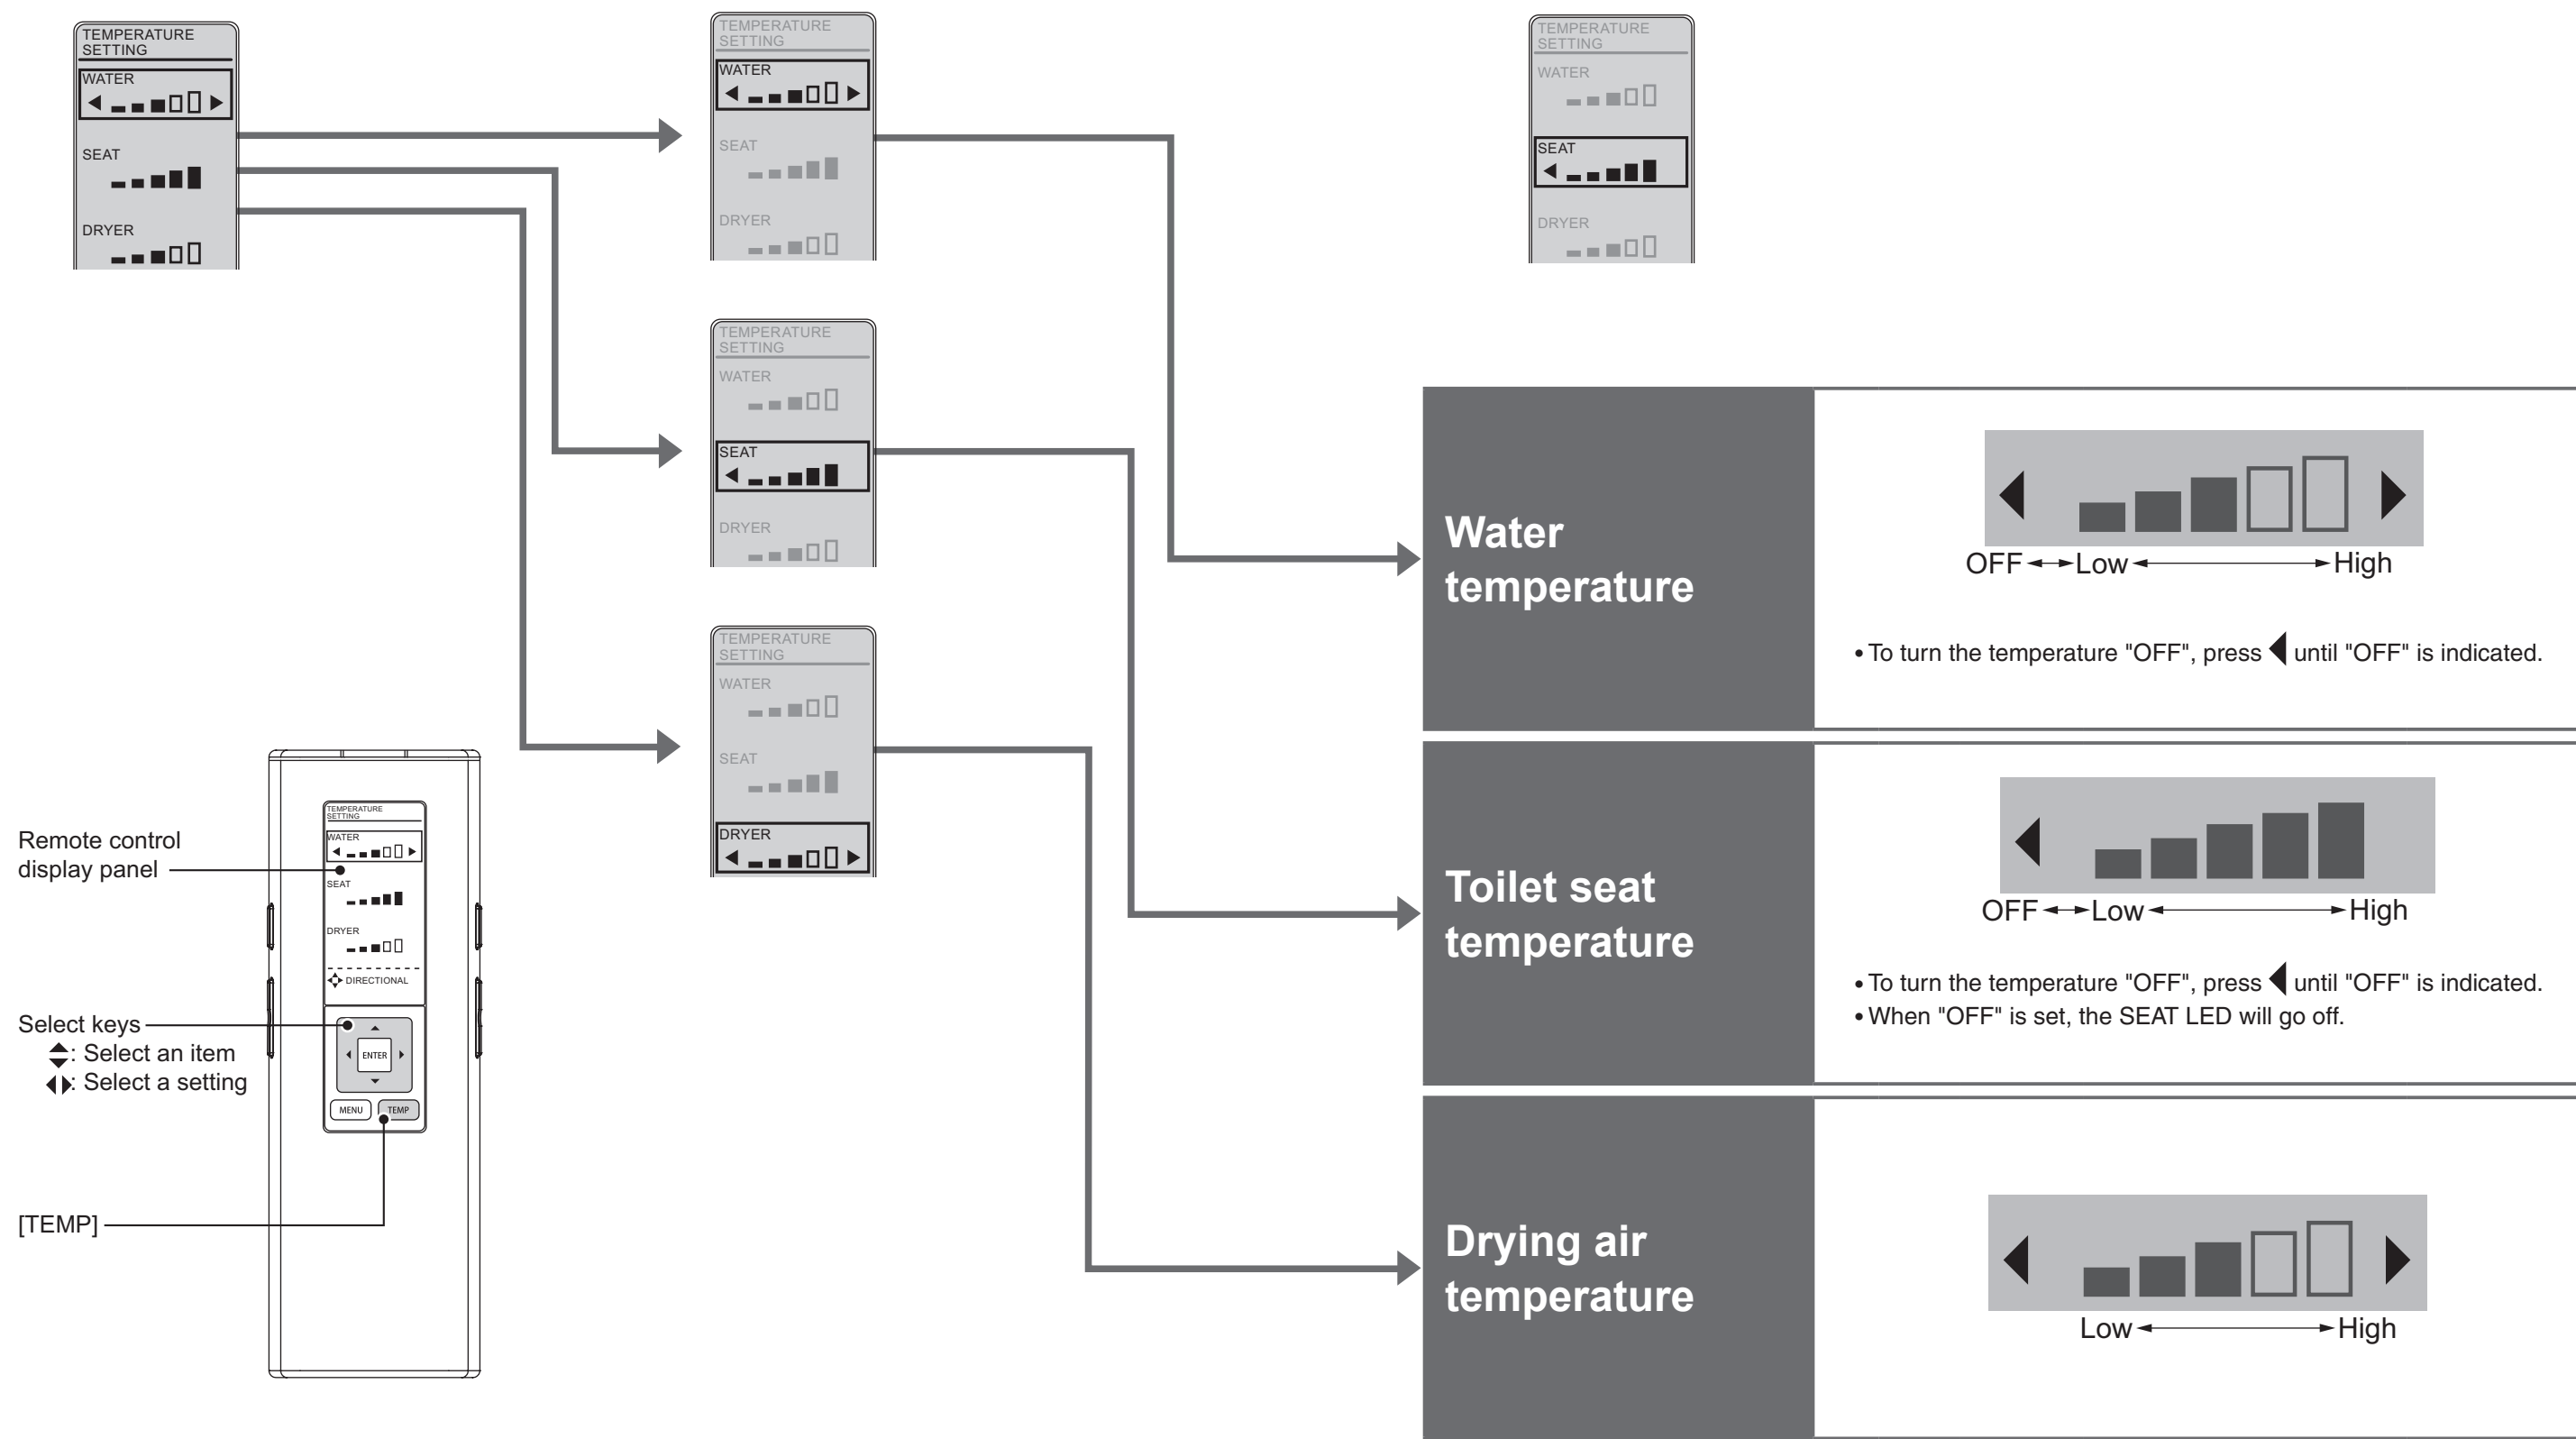 TEMPERATURE
SETTING
WATER
SEAT
DRYER
TEMPERATURE
SETTING
WATER
SEAT
DRYER
TEMPERATURE
SETTING
WATER
SEAT
DRYER
TEMPERATURE
SETTING
WATER
SEAT
DRYER
TEMPERATURE
SETTING
WATER
SEAT
DRYER
Remote control
display panel
Select keys
: Select an item
: Select a setting
[TEMP]
TEMPERATURE
SETTING
WATER
SEAT
DRYER
DIRECTIONAL
ENTER
MENU TEMP
Water
temperature
OFF Low High
• To turn the temperature "OFF", press ◀ until "OFF" is indicated.
Toilet seat
temperature
OFF Low High
• To turn the temperature "OFF", press ◀ until "OFF" is indicated.
• When "OFF" is set, the SEAT LED will go off.
Drying air
temperature
Low High